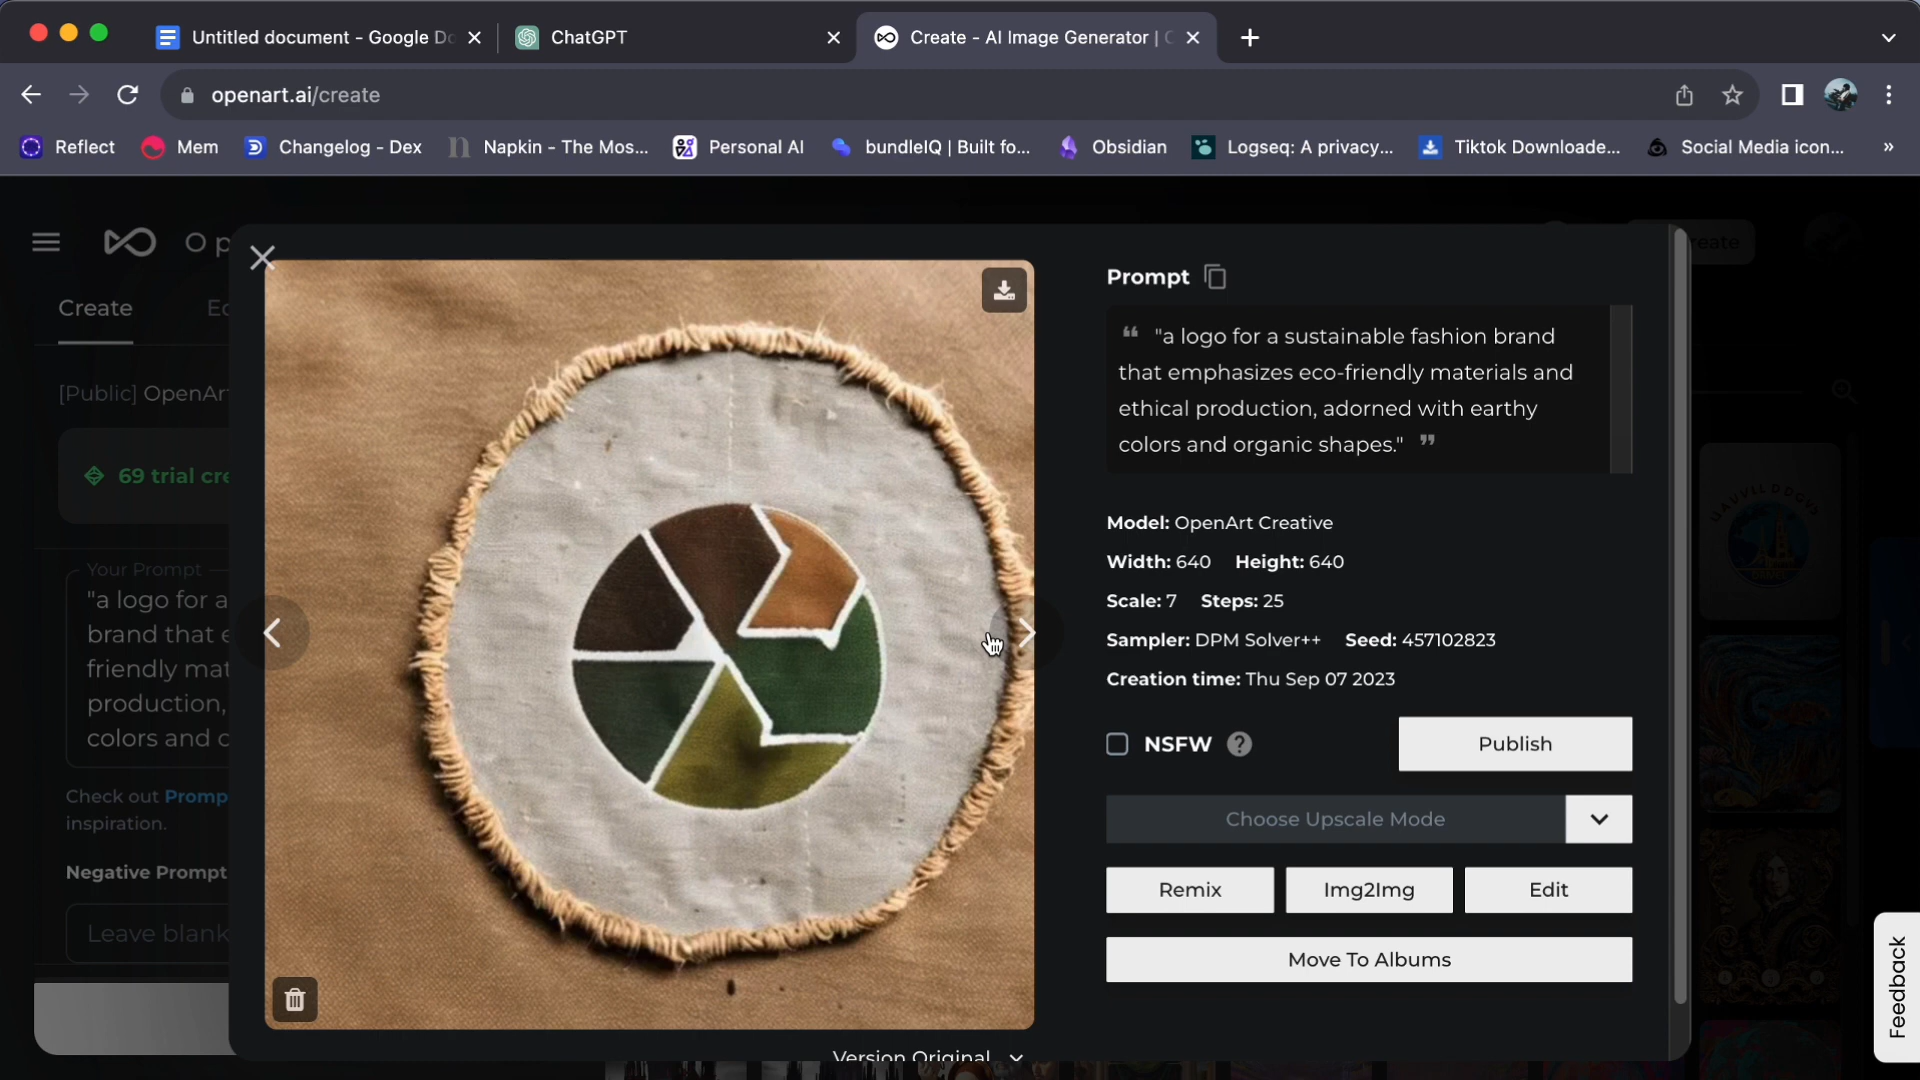 Untitled document - Google Do
ChatGPT
Create - AI Image Generator | O
openart.ai/create
Reflect
Mem
Changelog - Dex
Napkin - The Mos...
Personal AI
bundleIQ | Built fo...
Obsidian
Logseq: A privacy...
Tiktok Downloade...
Social Media icon...
»
Op
Create
Ed
[Public] OpenArt
69 trial cre
Your Prompt
"a logo for a
brand that e
friendly mat
production,
colors and o
Check out Promp
inspiration.
Negative Prompt
Leave blank
Prompt
“ "a logo for a sustainable fashion brand
that emphasizes eco-friendly materials and
ethical production, adorned with earthy
colors and organic shapes." ”
Model: OpenArt Creative
Width: 640 Height: 640
Scale: 7 Steps: 25
Sampler: DPM Solver++ Seed: 457102823
Creation time: Thu Sep 07 2023
NSFW ?
Publish
Choose Upscale Mode
Remix
Img2Img
Edit
Move To Albums
Version Original
Feedback